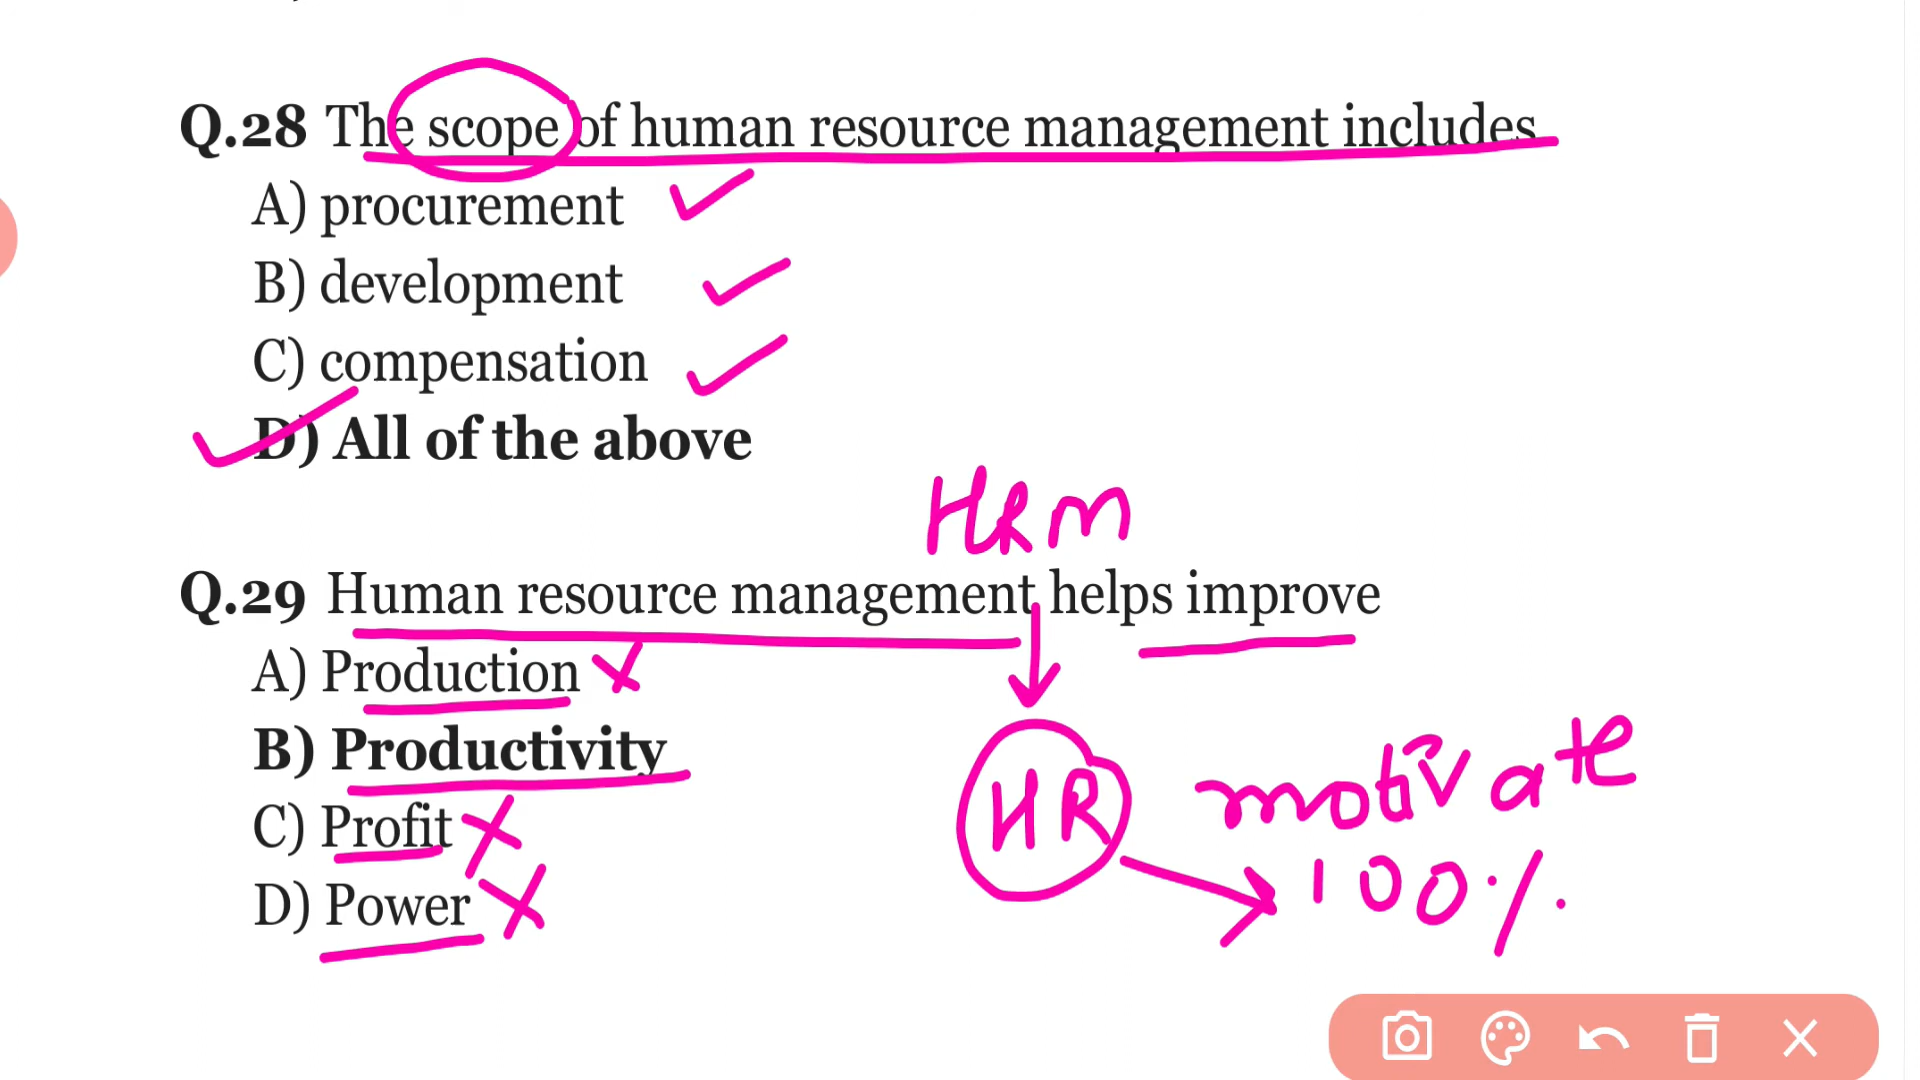 Q.28 The scope of human resource management includes
A) procurement
B) development
C) compensation
D) All of the above
HRM
Q.29 Human resource management helps improve
A) Production
B) Productivity
C) Profit
D) Power
HR
motivate
100%